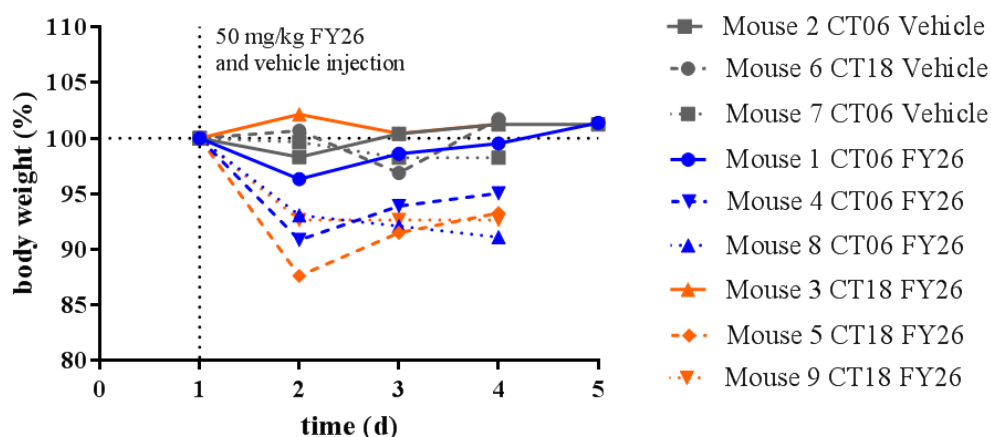 110
105
100
95
90
85
80
body weight (%)
50 mg/kg FY26
and vehicle injection
0
1
2
3
4
5
time (d)
Mouse 2 CT06 Vehicle
Mouse 6 CT18 Vehicle
Mouse 7 CT06 Vehicle
Mouse 1 CT06 FY26
Mouse 4 CT06 FY26
Mouse 8 CT06 FY26
Mouse 3 CT18 FY26
Mouse 5 CT18 FY26
Mouse 9 CT18 FY26